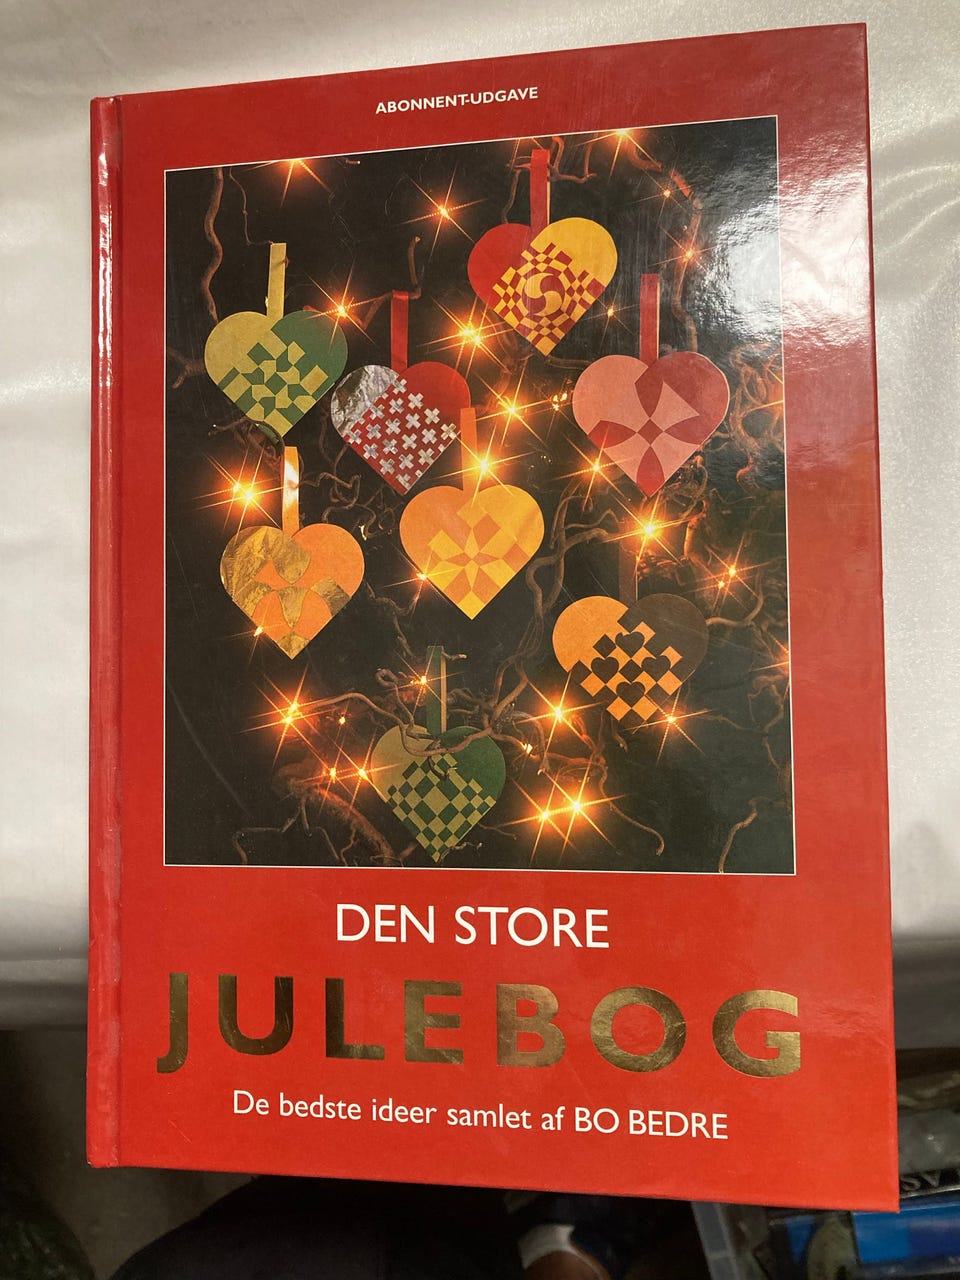 ABONNENT-UDGAVE
DEN STORE
JULEBOG
De bedste ideer samlet af BO BEDRE